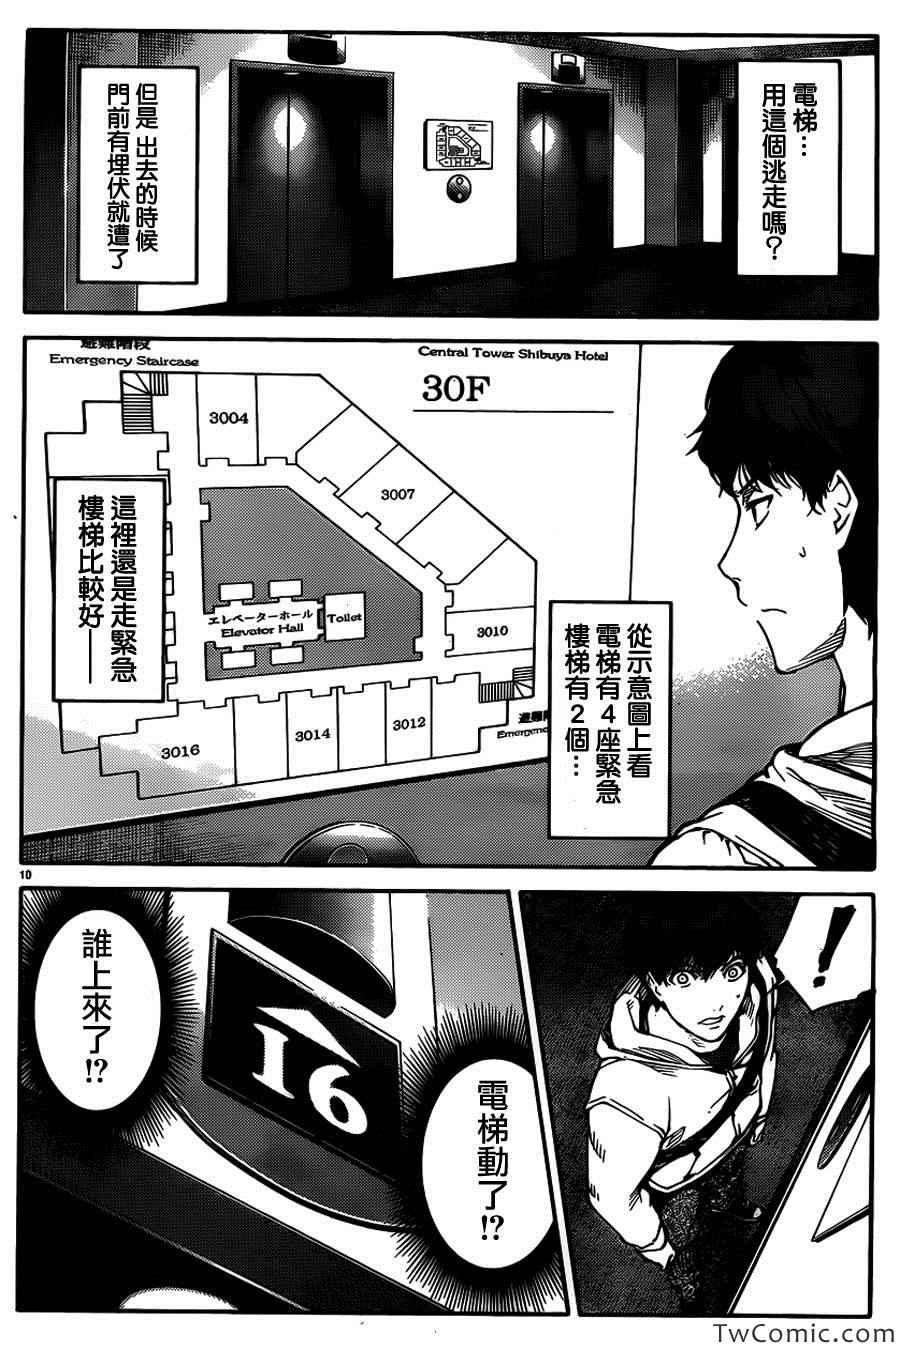 電梯…
用這個逃走嗎?
但是 出去的時候
門前有埋伏就遭了
避難階段
Emergency Staircase
Central Tower Shibuya Hotel
30F
3004
3007
3010
エレベーターホール
Elevator Hall
Toilet
3012
3014
3016
避難階
Emergenc
從示意圖上看
電梯有4座緊急
樓梯有2個…
這裡還是走緊急
樓梯比較好──
10
!
電梯動了!?
16
誰上來了!?
TwComic.com